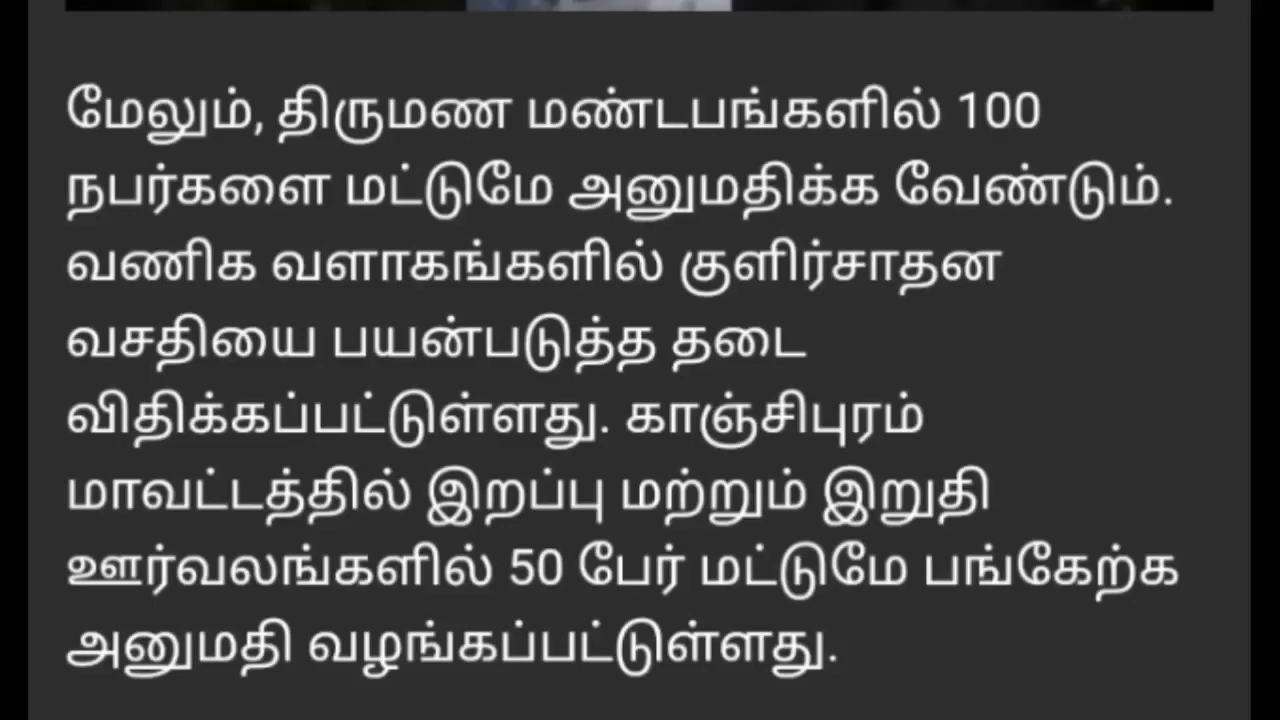 மேலும், திருமண மண்டபங்களில் 100
நபர்களை மட்டுமே அனுமதிக்க வேண்டும்.
வணிக வளாகங்களில் குளிர்சாதன
வசதியை பயன்படுத்த தடை
விதிக்கப்பட்டுள்ளது. காஞ்சிபுரம்
மாவட்டத்தில் இறப்பு மற்றும் இறுதி
ஊர்வலங்களில் 50 பேர் மட்டுமே பங்கேற்க
அனுமதி வழங்கப்பட்டுள்ளது.